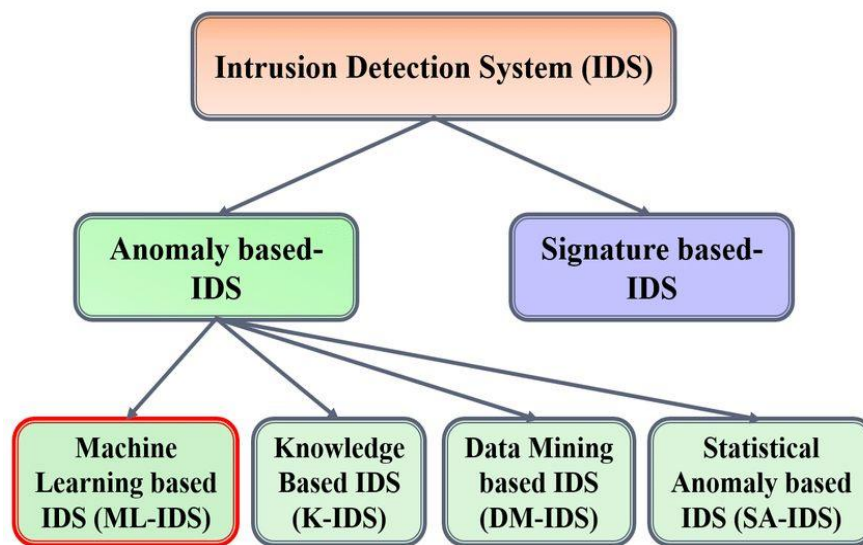 Intrusion Detection System (IDS)
Anomaly based-
IDS
Signature based-
IDS
Machine
Learning based
IDS (ML-IDS)
Knowledge
Based IDS
(K-IDS)
Data Mining
based IDS
(DM-IDS)
Statistical
Anomaly based
IDS (SA-IDS)